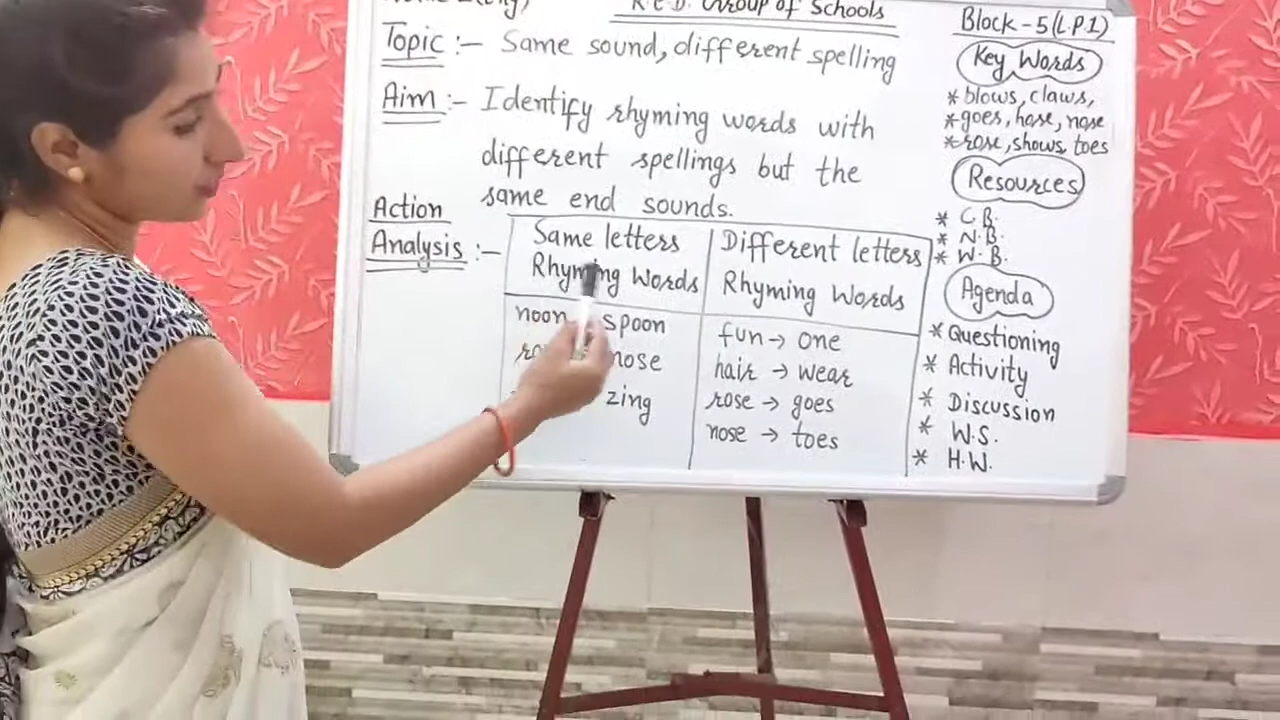 Group of Schools
Block - 5 (L.P.1)
Topic :- Same sound, different spelling
Aim :- Identify rhyming words with
different spellings but the
same end sounds.
Action
Analysis :-
Same letters
Rhyming Words
noon spoon
nose
zing
Different letters
Rhyming Words
fun → one
hair → wear
rose → goes
nose → toes
Key Words
* blows, claws,
* goes, hose, nose
* rose, shows, toes
Resources
* C.B.
* N.B.
* W.B.
Agenda
* Questioning
* Activity
* Discussion
* W.S.
* H.W.